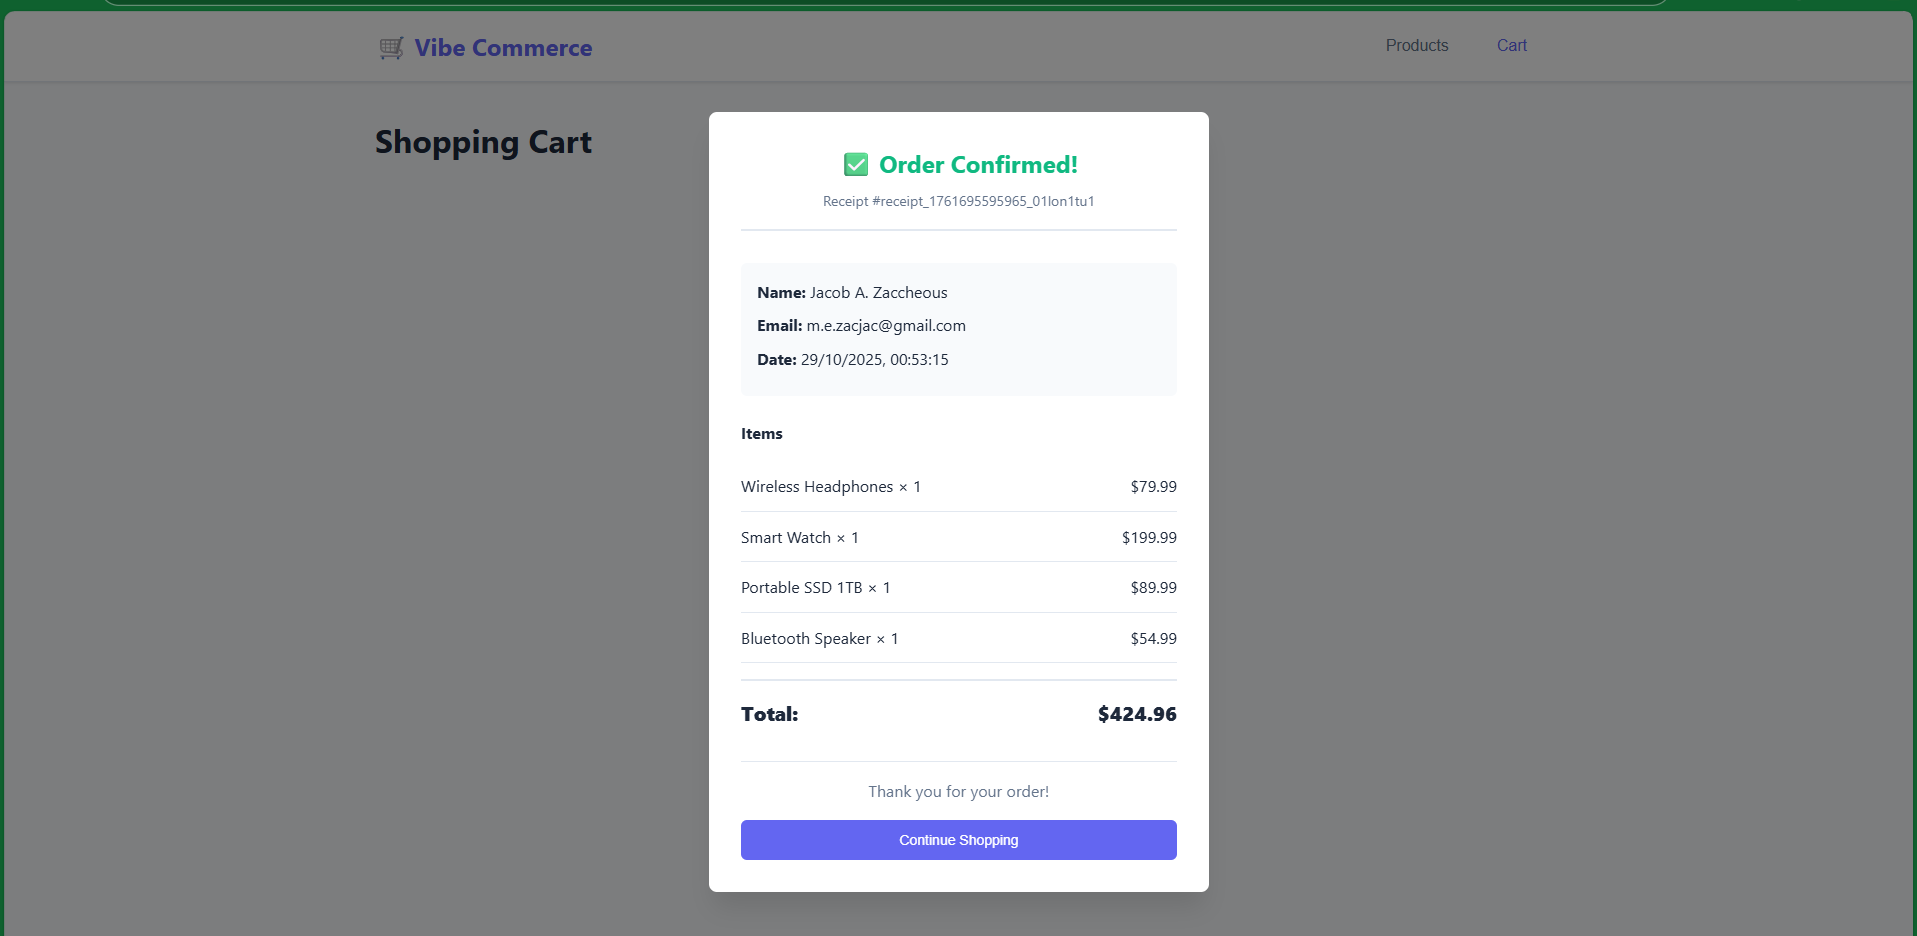 Vibe Commerce
Products
Cart
Shopping Cart
Order Confirmed!
Receipt #receipt_1761695595965_01lon1tu1
Name: Jacob A. Zaccheous
Email: m.e.zacjac@gmail.com
Date: 29/10/2025, 00:53:15
Items
Wireless Headphones × 1 $79.99
Smart Watch × 1 $199.99
Portable SSD 1TB × 1 $89.99
Bluetooth Speaker × 1 $54.99
Total: $424.96
Thank you for your order!
Continue Shopping